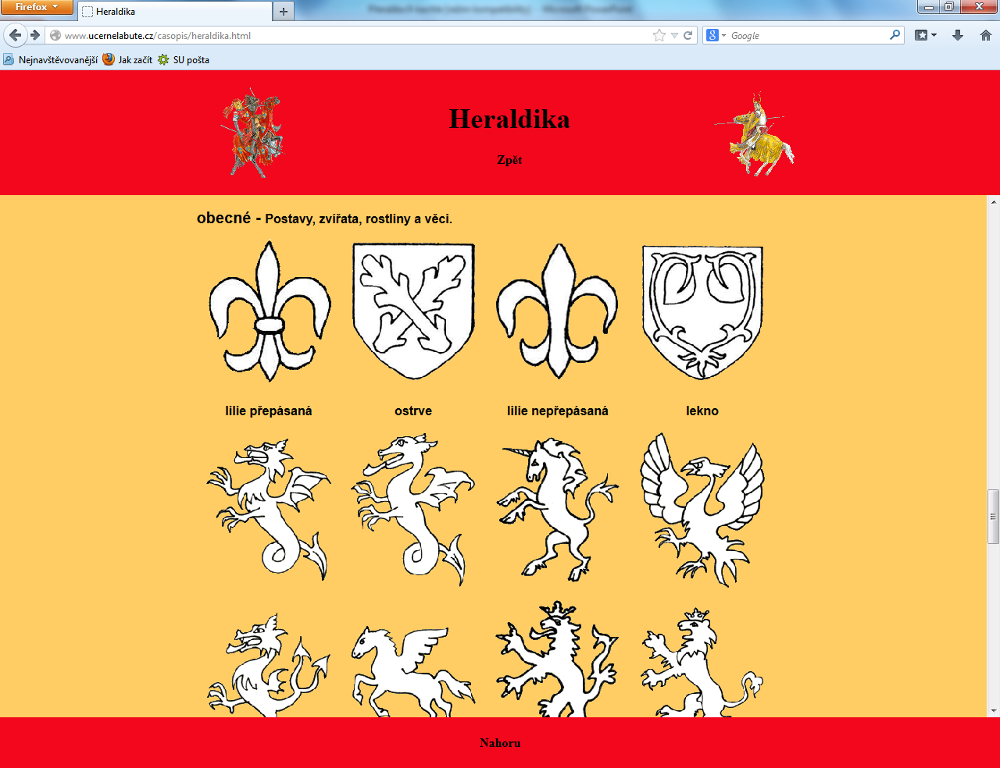 Firefox
Heraldika
www.ucernelabute.cz/casopis/heraldika.html
Google
Nejnavštěvovanější
Jak začít
SU pošta
Heraldika
Zpět
obecné - Postavy, zvířata, rostliny a věci.
lilie přepásaná
ostrve
lilie nepřepásaná
lekno
Nahoru